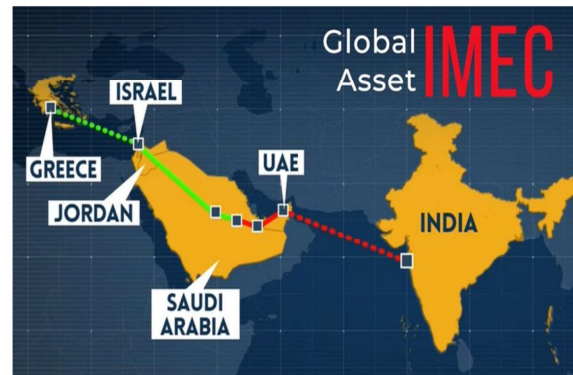 Global
Asset
IMEC
ISRAEL
GREECE
UAE
JORDAN
INDIA
SAUDI
ARABIA